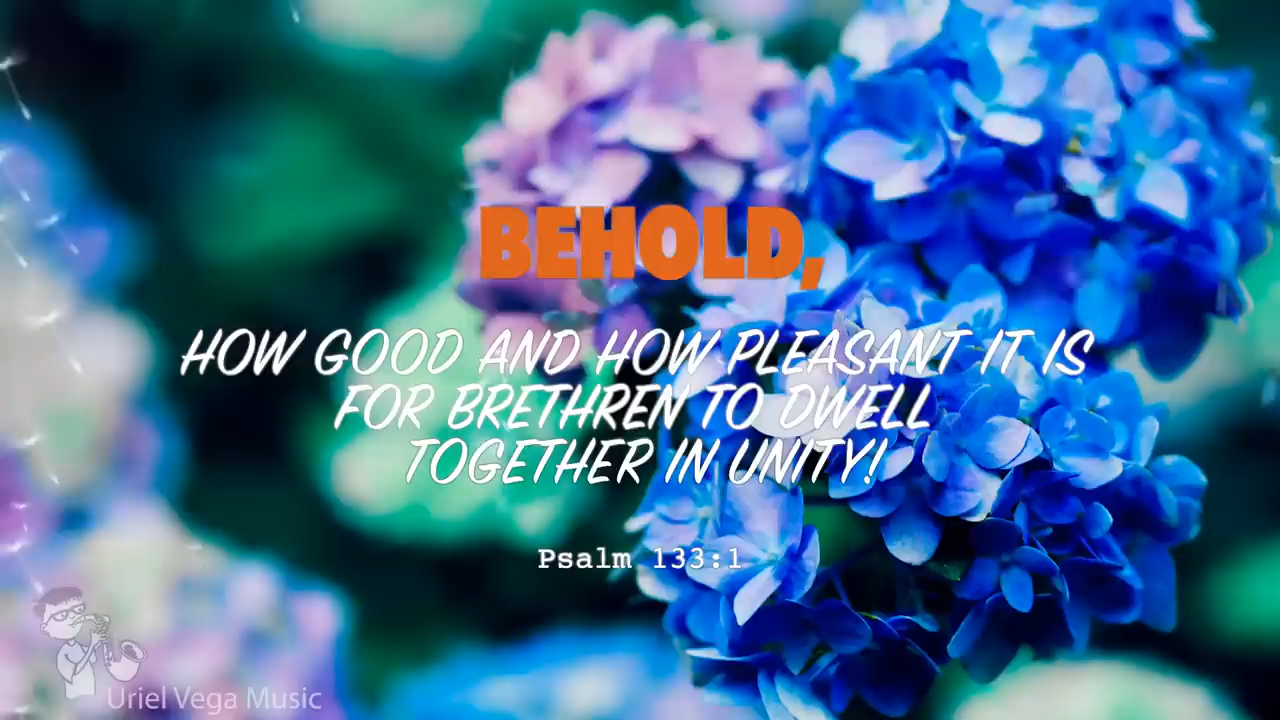 BEHOLD,
HOW GOOD AND HOW PLEASANT IT IS
FOR BRETHREN TO DWELL
TOGETHER IN UNITY!
Psalm 133:1
Uriel Vega Music